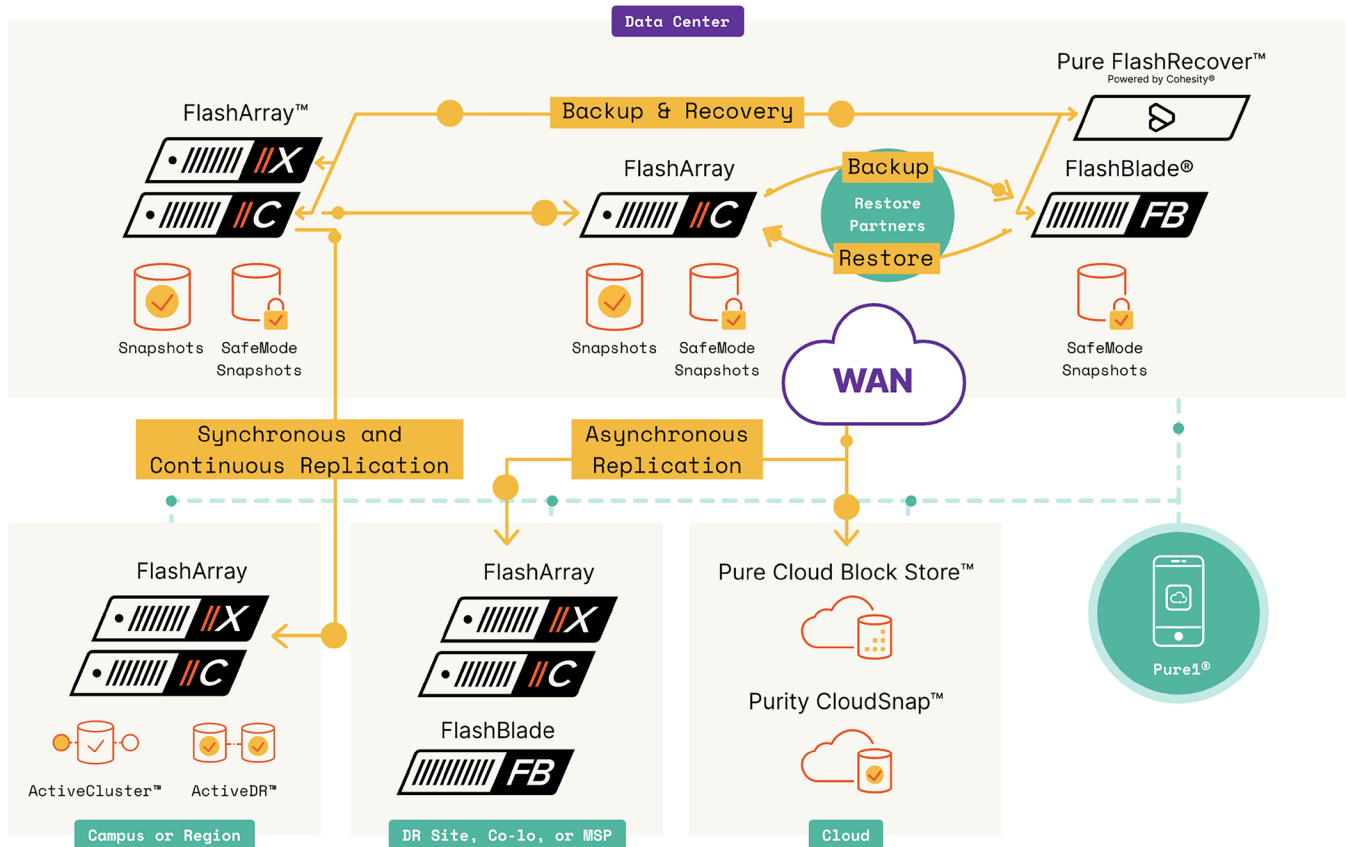 Data Center
Pure FlashRecover™
Powered by Cohesity®
FlashArray™
Backup & Recovery
//X
FlashArray
Backup
FlashBlade®
//C
//C
Restore
Partners
FB
Restore
Snapshots
SafeMode
Snapshots
Snapshots
SafeMode
Snapshots
SafeMode
Snapshots
WAN
Synchronous and
Continuous Replication
Asynchronous
Replication
FlashArray
//X
//C
ActiveCluster™
ActiveDR™
Campus or Region
FlashArray
//X
//C
FlashBlade
FB
DR Site, Co-lo, or MSP
Pure Cloud Block Store™
Purity CloudSnap™
Cloud
Pure1®